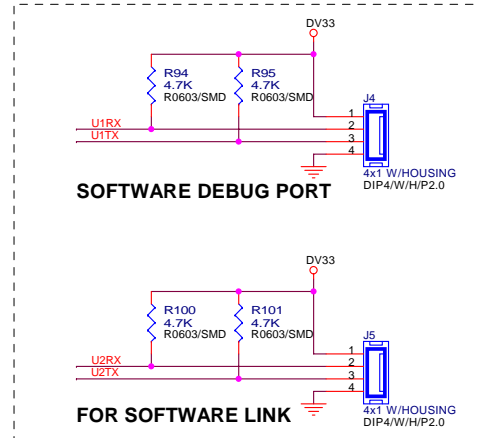 DV33
R94
4.7K
R0603/SMD
R95
4.7K
R0603/SMD
J4
U1RX
U1TX
1
2
3
4
4x1 W/HOUSING
DIP4/W/H/P2.0
SOFTWARE DEBUG PORT
DV33
R100
4.7K
R0603/SMD
R101
4.7K
R0603/SMD
J5
U2RX
U2TX
1
2
3
4
4x1 W/HOUSING
DIP4/W/H/P2.0
FOR SOFTWARE LINK